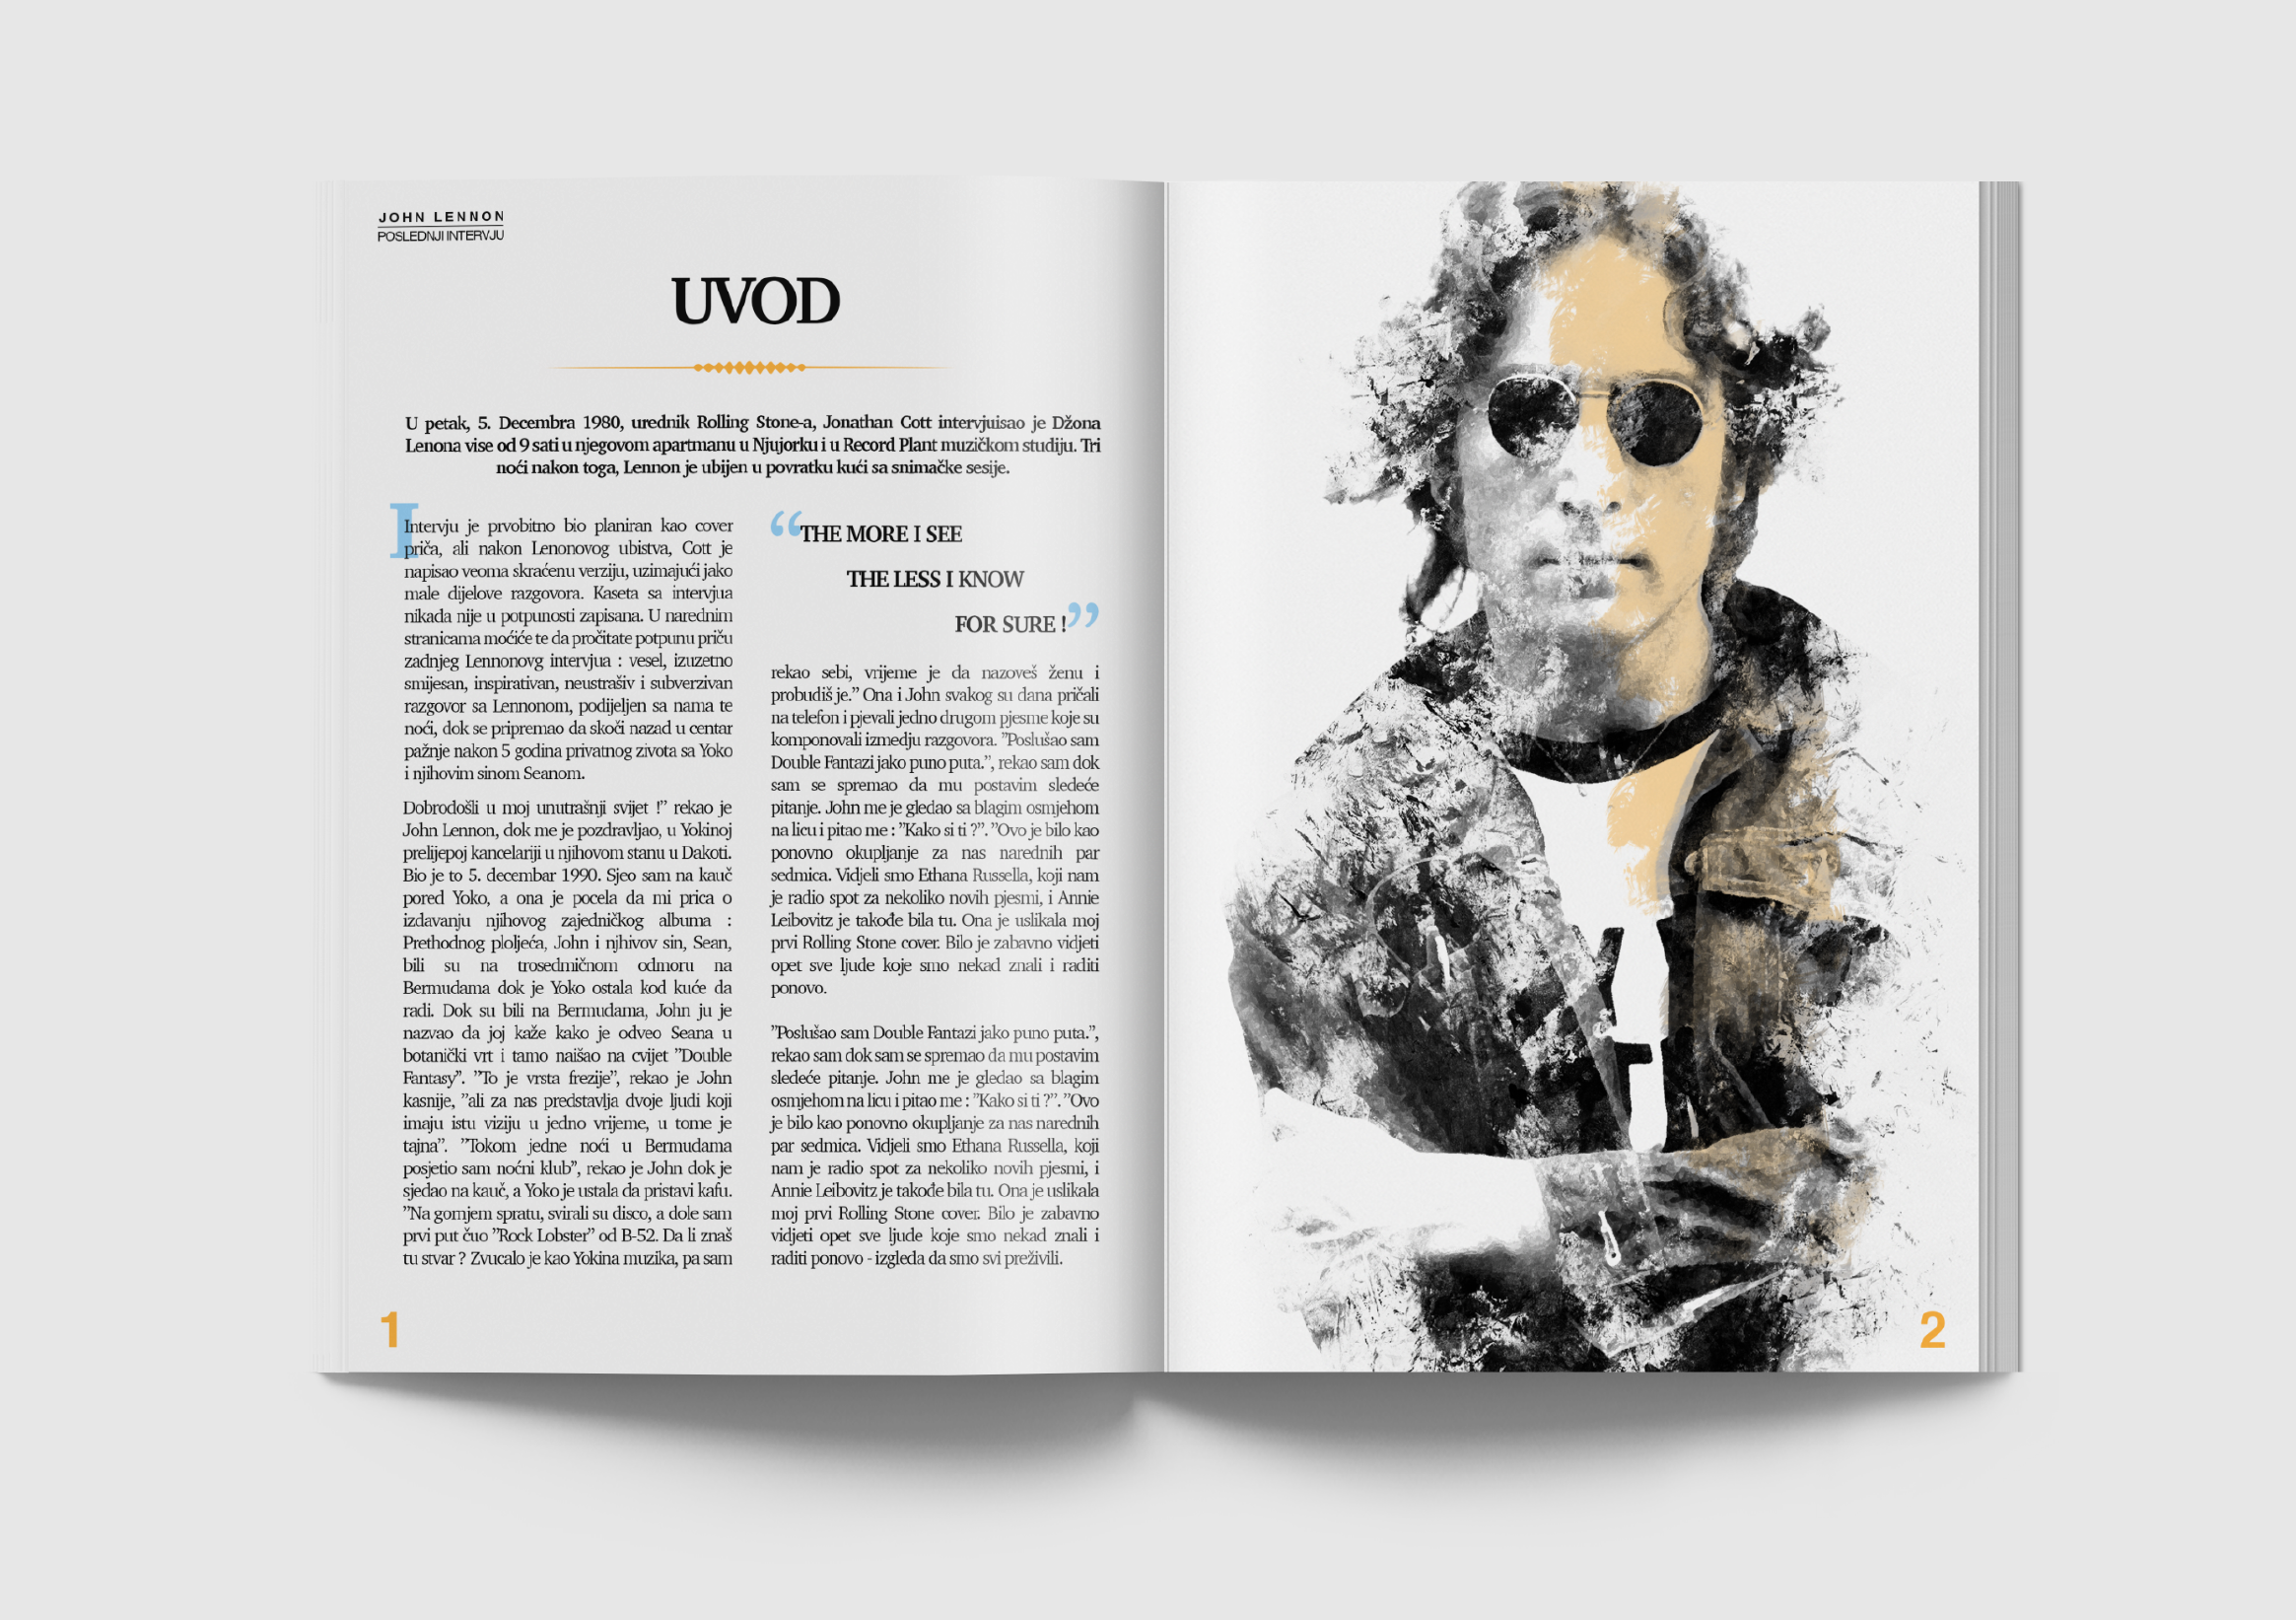 JOHN LENNON
POSLEDNJI INTERVJU
UVOD
U petak, 5. Decembra 1980, urednik Rolling Stone-a, Jonathan Cott intervjuisao je Džona
Lenona vise od 9 sati u njegovom apartmanu u Njujorku i u Record Plant muzičkom studiju. Tri
noći nakon toga, Lennon je ubijen u povratku kući sa snimačke sesije.
I
Intervju je prvobitno bio planiran kao cover
priča, ali nakon Lenonovog ubistva, Cott je
napisao veoma skraćenu verziju, uzimajući jako
male dijelove razgovora. Kaseta sa intervjua
nikada nije u potpunosti zapisana. U narednim
stranicama moćiće te da pročitate potpunu priču
zadnjeg Lennonovg intervjua : vesel, izuzetno
smijesan, inspirativan, neustrašiv i subverzivan
razgovor sa Lennonom, podijeljen sa nama te
noći, dok se pripremao da skoči nazad u centar
pažnje nakon 5 godina privatnog zivota sa Yoko
i njihovim sinom Seanom.
Dobrodošli u moj unutrašnji svijet !” rekao je
John Lennon, dok me je pozdravljao, u Yokinoj
prelijepoj kancelariji u njihovom stanu u Dakoti.
Bio je to 5. decembar 1990. Sjeo sam na kauč
pored Yoko, a ona je pocela da mi prica o
izdavanju njihovog zajedničkog albuma :
Prethodnog ploljeća, John i njhivov sin, Sean,
bili su na trosedmičnom odmoru na
Bermudama dok je Yoko ostala kod kuće da
radi. Dok su bili na Bermudama, John ju je
nazvao da joj kaže kako je odveo Seana u
botanički vrt i tamo naišao na cvijet ”Double
Fantasy”. ”To je vrsta frezije”, rekao je John
kasnije, ”ali za nas predstavlja dvoje ljudi koji
imaju istu viziju u jedno vrijeme, u tome je
tajna”. ”Tokom jedne noći u Bermudama
posjetio sam noćni klub”, rekao je John dok je
sjedao na kauč, a Yoko je ustala da pristavi kafu.
”Na gornjem spratu, svirali su disco, a dole sam
prvi put čuo ”Rock Lobster” od B-52. Da li znaš
tu stvar ? Zvucalo je kao Yokina muzika, pa sam
“THE MORE I SEE
THE LESS I KNOW
FOR SURE !”
rekao sebi, vrijeme je da nazoveš ženu i
probudiš je.” Ona i John svakog su dana pričali
na telefon i pjevali jedno drugom pjesme koje su
komponovali izmedju razgovora. ”Poslušao sam
Double Fantazi jako puno puta.”, rekao sam dok
sam se spremao da mu postavim sledeće
pitanje. John me je gledao sa blagim osmjehom
na licu i pitao me : ”Kako si ti ?”. ”Ovo je bilo kao
ponovno okupljanje za nas narednih par
sedmica. Vidjeli smo Ethana Russella, koji nam
je radio spot za nekoliko novih pjesmi, i Annie
Leibovitz je takođe bila tu. Ona je uslikala moj
prvi Rolling Stone cover. Bilo je zabavno vidjeti
opet sve ljude koje smo nekad znali i raditi
ponovo.
”Poslušao sam Double Fantazi jako puno puta.”,
rekao sam dok sam se spremao da mu postavim
sledeće pitanje. John me je gledao sa blagim
osmjehom na licu i pitao me : ”Kako si ti ?”. ”Ovo
je bilo kao ponovno okupljanje za nas narednih
par sedmica. Vidjeli smo Ethana Russella, koji
nam je radio spot za nekoliko novih pjesmi, i
Annie Leibovitz je takođe bila tu. Ona je uslikala
moj prvi Rolling Stone cover. Bilo je zabavno
vidjeti opet sve ljude koje smo nekad znali i
raditi ponovo - izgleda da smo svi preživili.
1
2